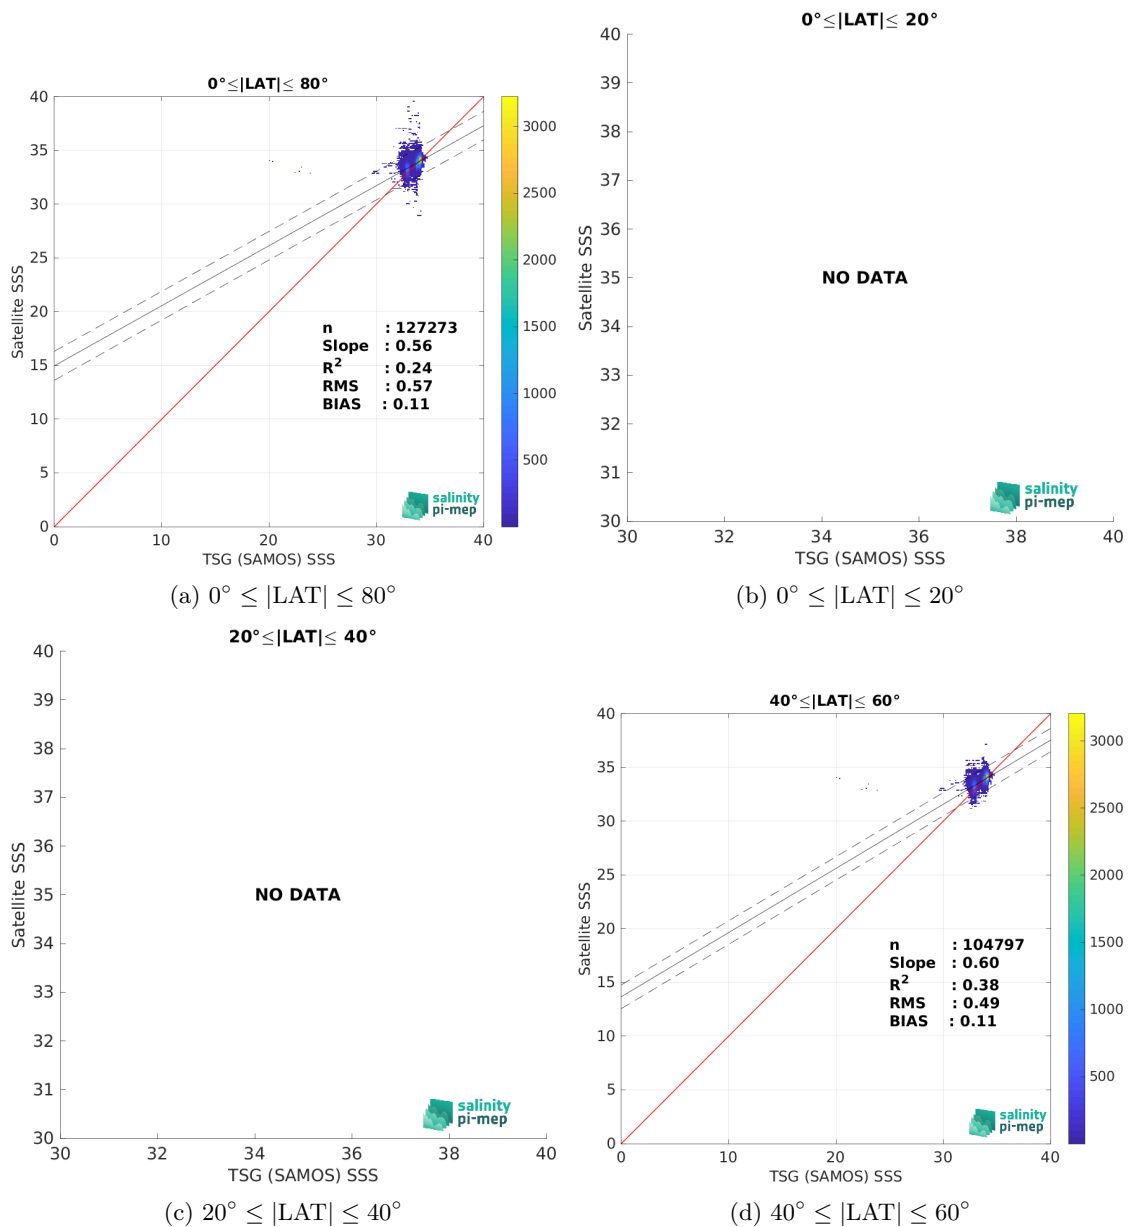 0°≤|LAT|≤ 80°
40
35
30
25
20
15
10
5
0
0
10
20
30
40
Satellite SSS
TSG (SAMOS) SSS
n : 127273
Slope : 0.56
R² : 0.24
RMS : 0.57
BIAS : 0.11
salinity
pi-mep
3000
2500
2000
1500
1000
500
(a) 0° ≤ |LAT| ≤ 80°
0°≤|LAT|≤ 20°
40
39
38
37
36
35
34
33
32
31
30
30
32
34
36
38
40
Satellite SSS
TSG (SAMOS) SSS
NO DATA
salinity
pi-mep
(b) 0° ≤ |LAT| ≤ 20°
20°≤|LAT|≤ 40°
40
39
38
37
36
35
34
33
32
31
30
30
32
34
36
38
40
Satellite SSS
TSG (SAMOS) SSS
NO DATA
salinity
pi-mep
(c) 20° ≤ |LAT| ≤ 40°
40°≤|LAT|≤ 60°
40
35
30
25
20
15
10
5
0
0
10
20
30
40
Satellite SSS
TSG (SAMOS) SSS
n : 104797
Slope : 0.60
R² : 0.38
RMS : 0.49
BIAS : 0.11
salinity
pi-mep
3000
2500
2000
1500
1000
500
(d) 40° ≤ |LAT| ≤ 60°